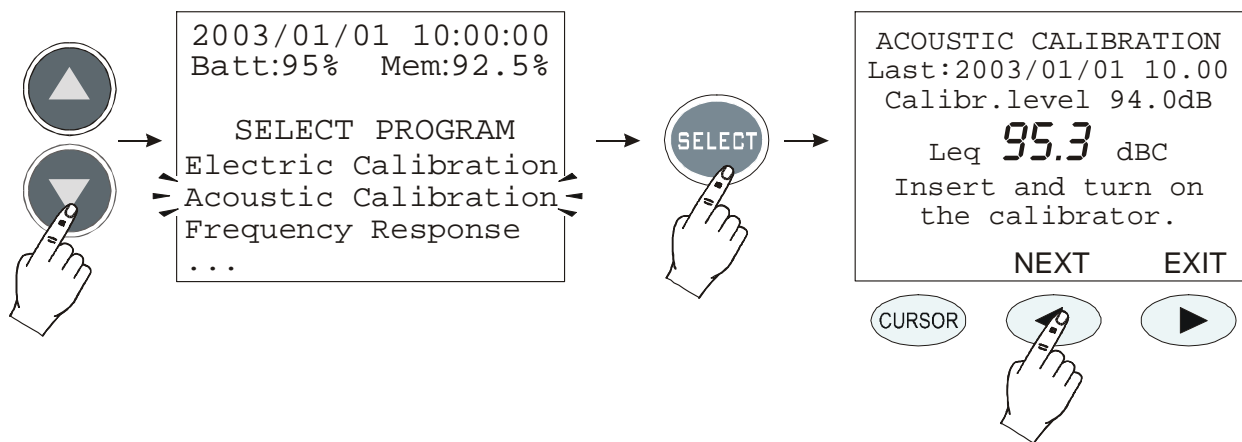 2003/01/01 10:00:00
Batt:95% Mem:92.5%
SELECT PROGRAM
Electric Calibration
Acoustic Calibration
Frequency Response
...
SELECT
ACOUSTIC CALIBRATION
Last:2003/01/01 10.00
Calibr.level 94.0dB
Leq 95.3 dBC
Insert and turn on
the calibrator.
NEXT EXIT
CURSOR